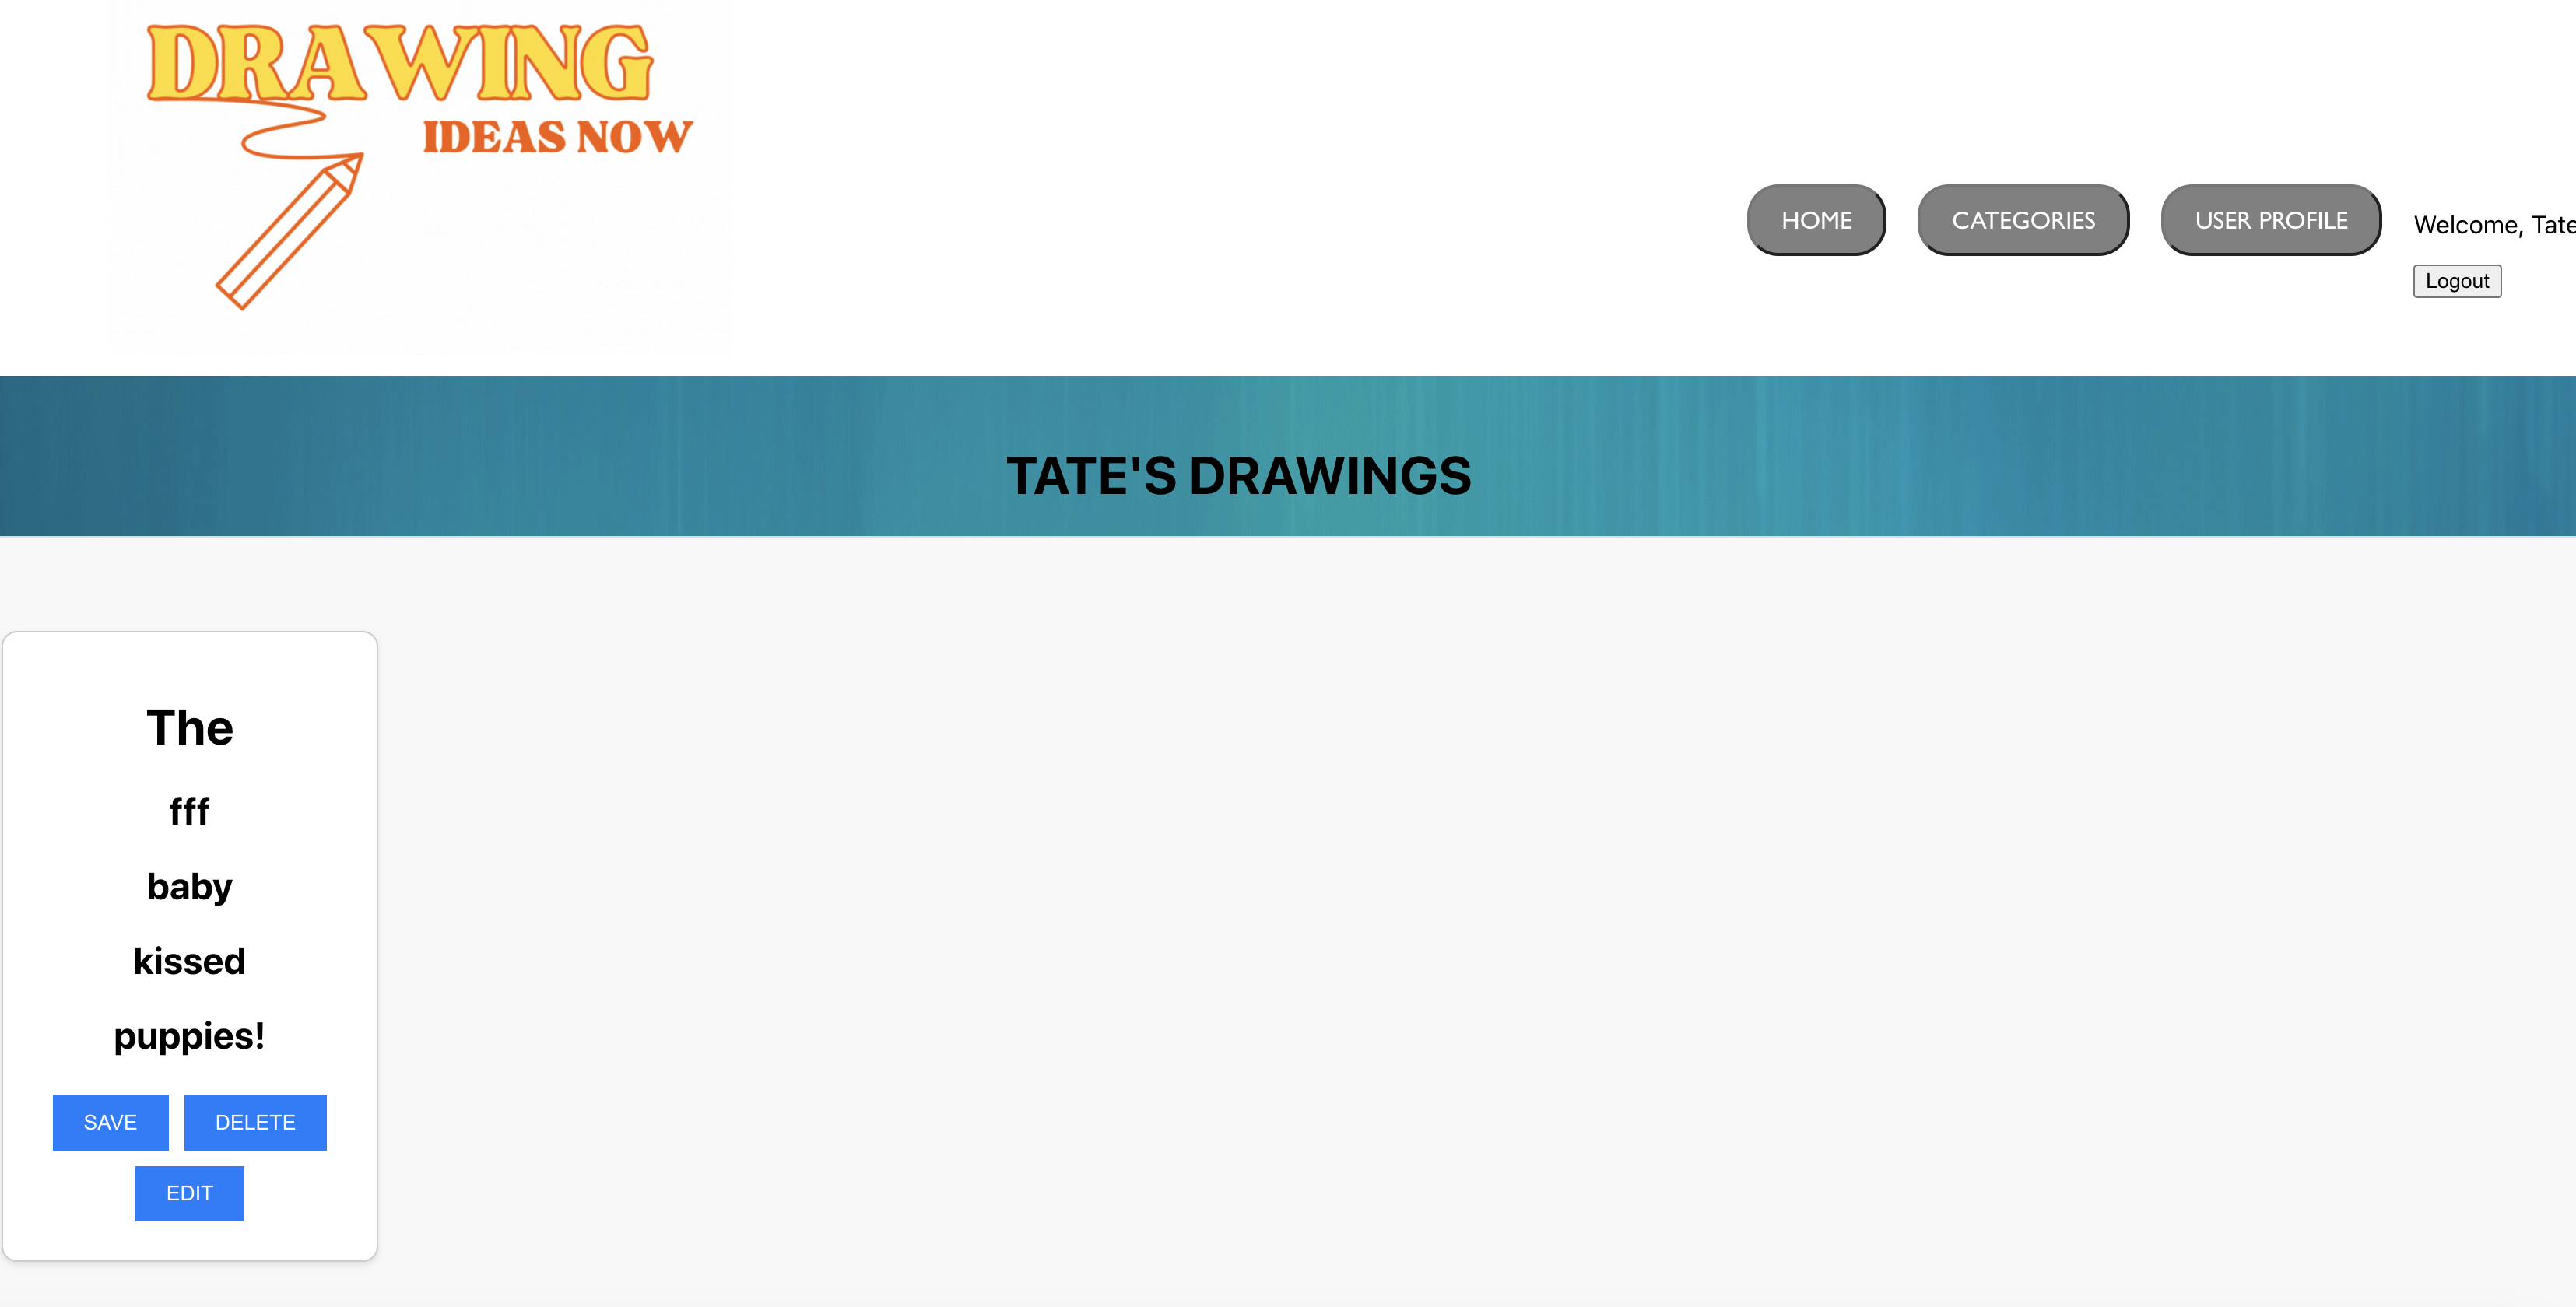 DRAWING
IDEAS NOW
HOME CATEGORIES USER PROFILE Welcome, Tate
Logout
TATE'S DRAWINGS
The
fff
baby
kissed
puppies!
SAVE DELETE
EDIT